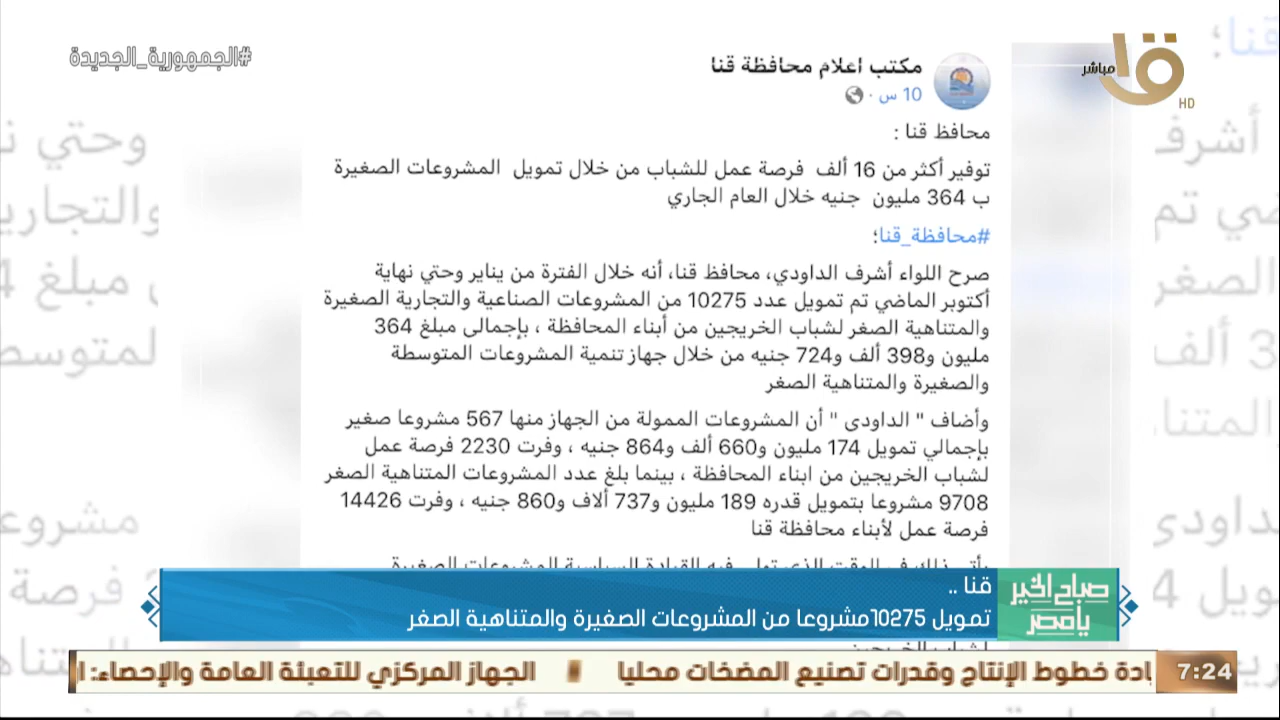 #الجمهورية_الجديدة
مباشر
HD
مكتب اعلام محافظة قنا
10 س ·
محافظ قنا :
توفير أكثر من 16 ألف فرصة عمل للشباب من خلال تمويل المشروعات الصغيرة
ب 364 مليون جنيه خلال العام الجاري
#محافظة_قنا؛
صرح اللواء أشرف الداودي، محافظ قنا، أنه خلال الفترة من يناير وحتي نهاية
أكتوبر الماضي تم تمويل عدد 10275 من المشروعات الصناعية والتجارية الصغيرة
والمتناهية الصغر لشباب الخريجين من أبناء المحافظة ، بإجمالى مبلغ 364
مليون و398 ألف و724 جنيه من خلال جهاز تنمية المشروعات المتوسطة
والصغيرة والمتناهية الصغر
وأضاف " الداودى " أن المشروعات الممولة من الجهاز منها 567 مشروعا صغير
بإجمالي تمويل 174 مليون و660 ألف و864 جنيه ، وفرت 2230 فرصة عمل
لشباب الخريجين من ابناء المحافظة ، بينما بلغ عدد المشروعات المتناهية الصغر
9708 مشروعا بتمويل قدره 189 مليون و737 ألاف و860 جنيه ، وفرت 14426
فرصة عمل لأبناء محافظة قنا
صباح الخير
يا مصر
قنا ..
تمويل 10275مشروعا من المشروعات الصغيرة والمتناهية الصغر
7:24
خطوط الإنتاج وقدرات تصنيع المضخات محليا
الجهاز المركزي للتعبئة العامة والإحصاء: